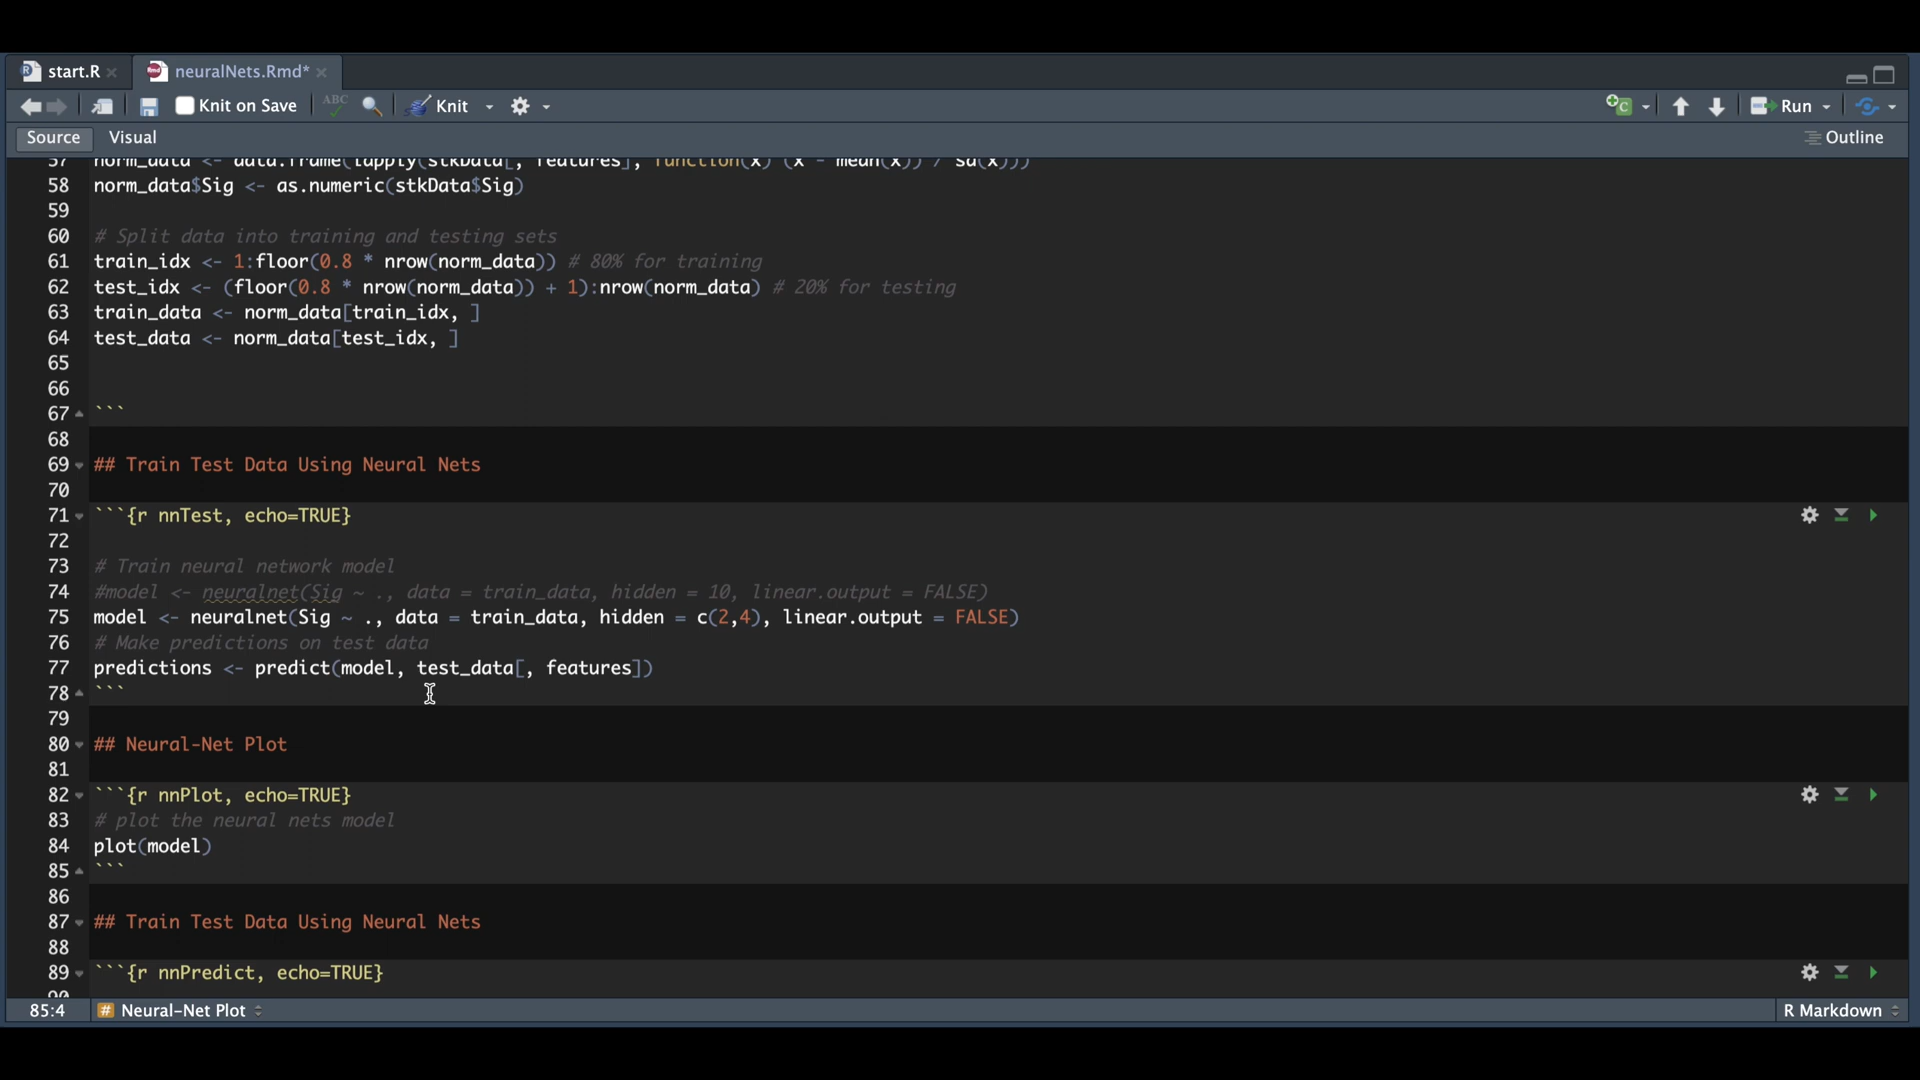 start.R
neuralNets.Rmd*
Knit on Save
ABC
Knit
Run
Source Visual
Outline
57 norm_data <- data.frame(lapply(stkData[, features], function(x) (x - mean(x)) / sd(x)))
58 norm_data$Sig <- as.numeric(stkData$Sig)
59
60 # Split data into training and testing sets
61 train_idx <- 1:floor(0.8 * nrow(norm_data)) # 80% for training
62 test_idx <- (floor(0.8 * nrow(norm_data)) + 1):nrow(norm_data) # 20% for testing
63 train_data <- norm_data[train_idx, ]
64 test_data <- norm_data[test_idx, ]
65
66
67 ```
68
69 ## Train Test Data Using Neural Nets
70
71 ```{r nnTest, echo=TRUE}
72
73 # Train neural network model
74 #model <- neuralnet(Sig ~ ., data = train_data, hidden = 10, linear.output = FALSE)
75 model <- neuralnet(Sig ~ ., data = train_data, hidden = c(2,4), linear.output = FALSE)
76 # Make predictions on test data
77 predictions <- predict(model, test_data[, features])
78 ```
79
80 ## Neural-Net Plot
81
82 ```{r nnPlot, echo=TRUE}
83 # plot the neural nets model
84 plot(model)
85 ```
86
87 ## Train Test Data Using Neural Nets
88
89 ```{r nnPredict, echo=TRUE}
90
85:4 # Neural-Net Plot
R Markdown